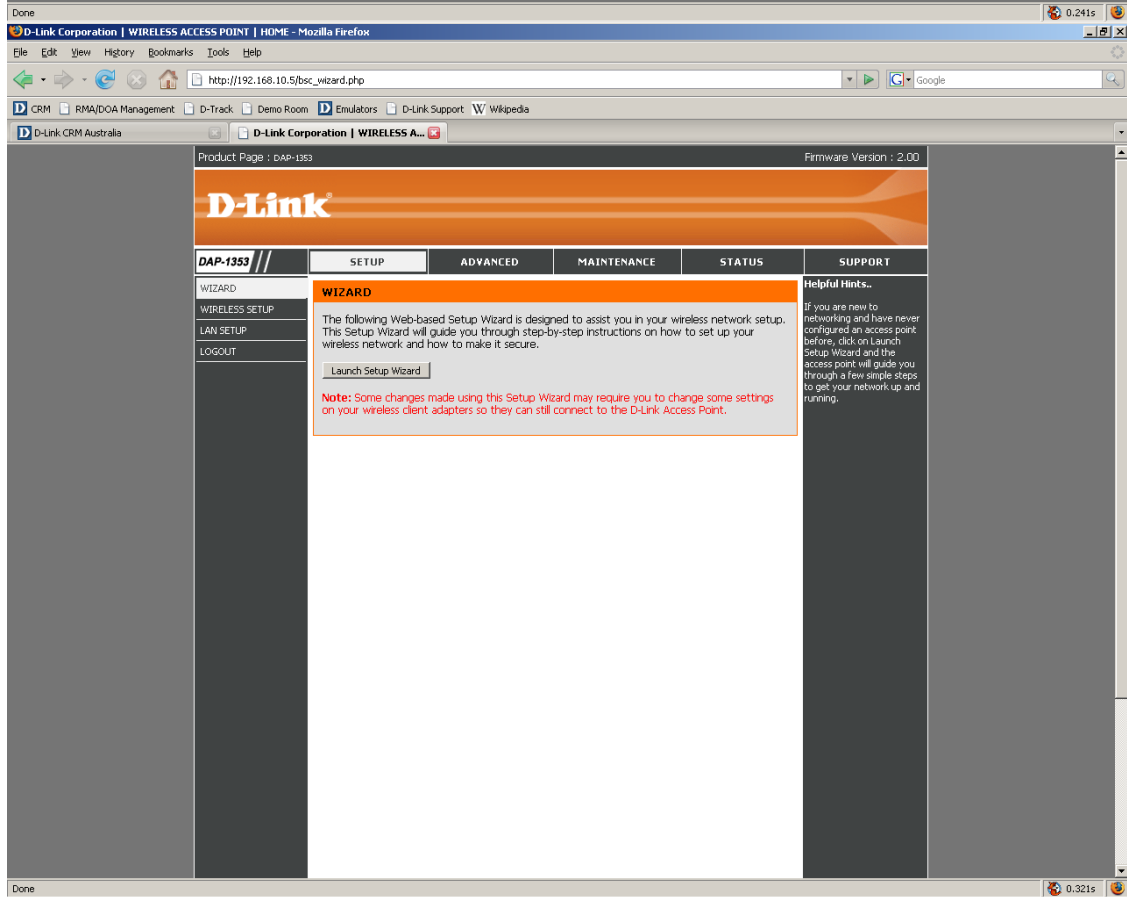 Done
0.241s
D-Link Corporation | WIRELESS ACCESS POINT | HOME - Mozilla Firefox
File Edit View History Bookmarks Tools Help
http://192.168.10.5/bsc_wizard.php
G Google
CRM RMA/DOA Management D-Track Demo Room Emulators D-Link Support W Wikipedia
D-Link CRM Australia
D-Link Corporation | WIRELESS A...
Product Page : DAP-1353
Firmware Version : 2.00
D-Link®
DAP-1353
SETUP ADVANCED MAINTENANCE STATUS SUPPORT
WIZARD
WIRELESS SETUP
LAN SETUP
LOGOUT
WIZARD
The following Web-based Setup Wizard is designed to assist you in your wireless network setup.
This Setup Wizard will guide you through step-by-step instructions on how to set up your
wireless network and how to make it secure.
Launch Setup Wizard
Note: Some changes made using this Setup Wizard may require you to change some settings
on your wireless client adapters so they can still connect to the D-Link Access Point.
Helpful Hints..
If you are new to
networking and have never
configured an access point
before, click on Launch
Setup Wizard and the
access point will guide you
through a few simple steps
to get your network up and
running.
Done
0.321s